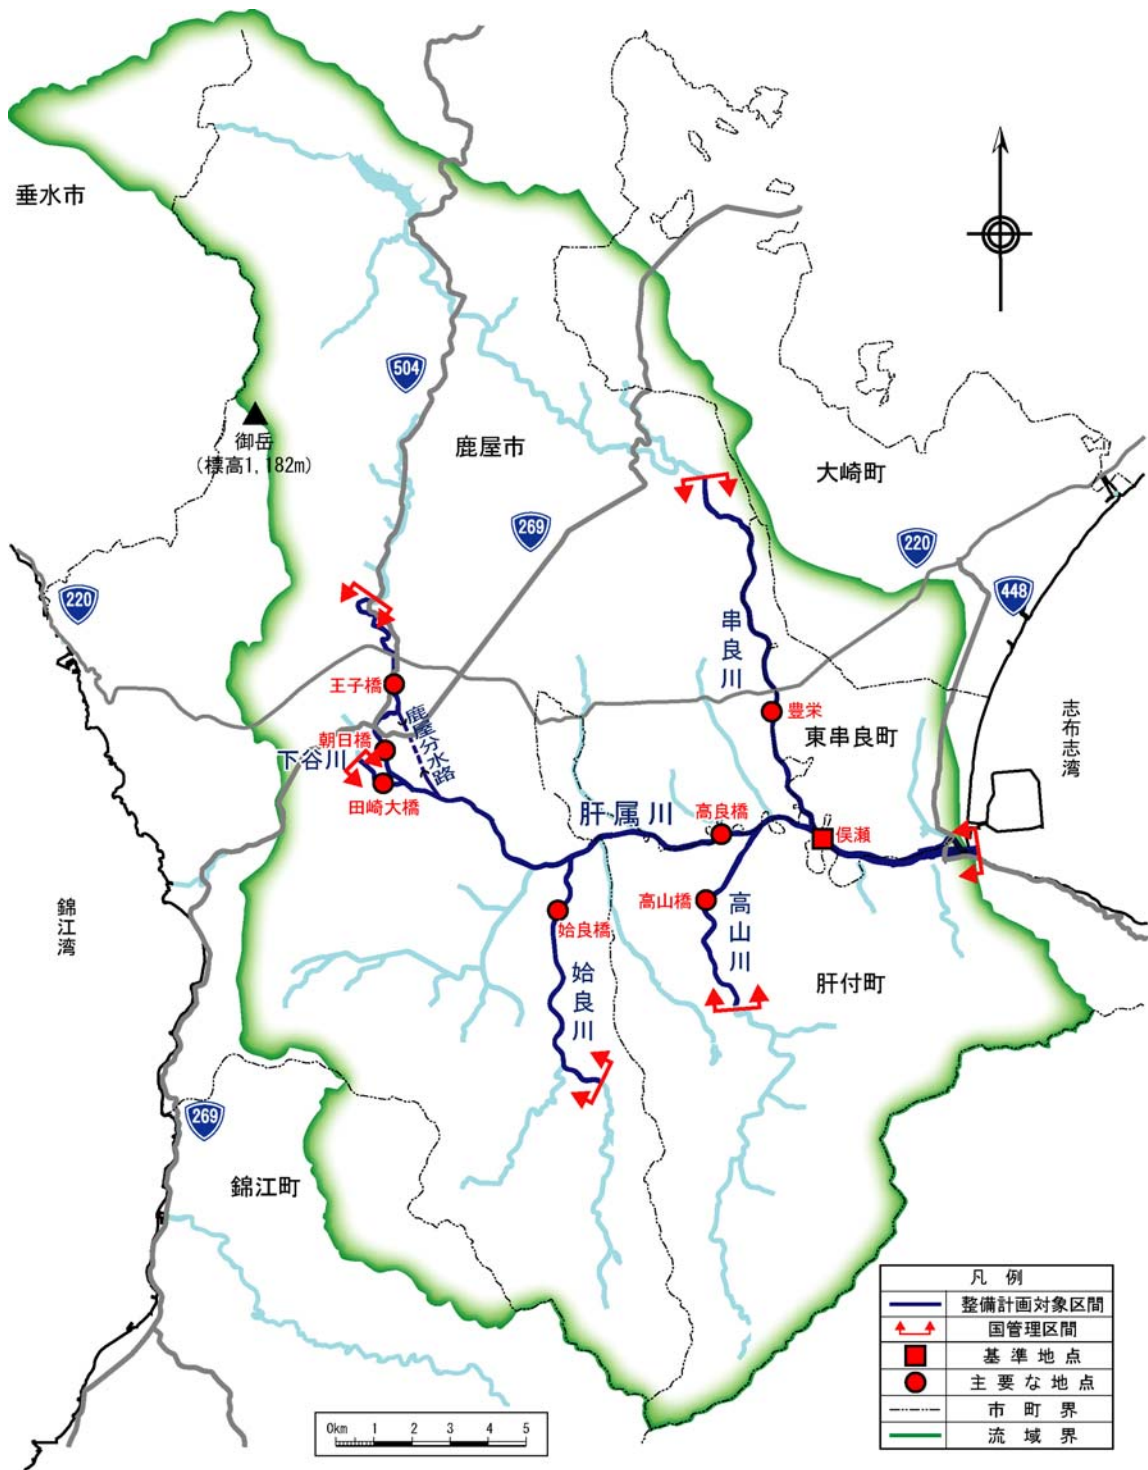 垂水市
504
御岳
(標高1,182m)
鹿屋市
大崎町
269
220
220
448
串良川
王子橋
豊栄
志布志湾
鹿屋分水路
朝日橋
下谷川
東串良町
田崎大橋
肝属川
高良橋
俣瀬
高山橋
高山川
錦江湾
姶良橋
姶良川
肝付町
269
錦江町
凡例
整備計画対象区間
国管理区間
基準地点
主要な地点
市町界
流域界
0km 1 2 3 4 5